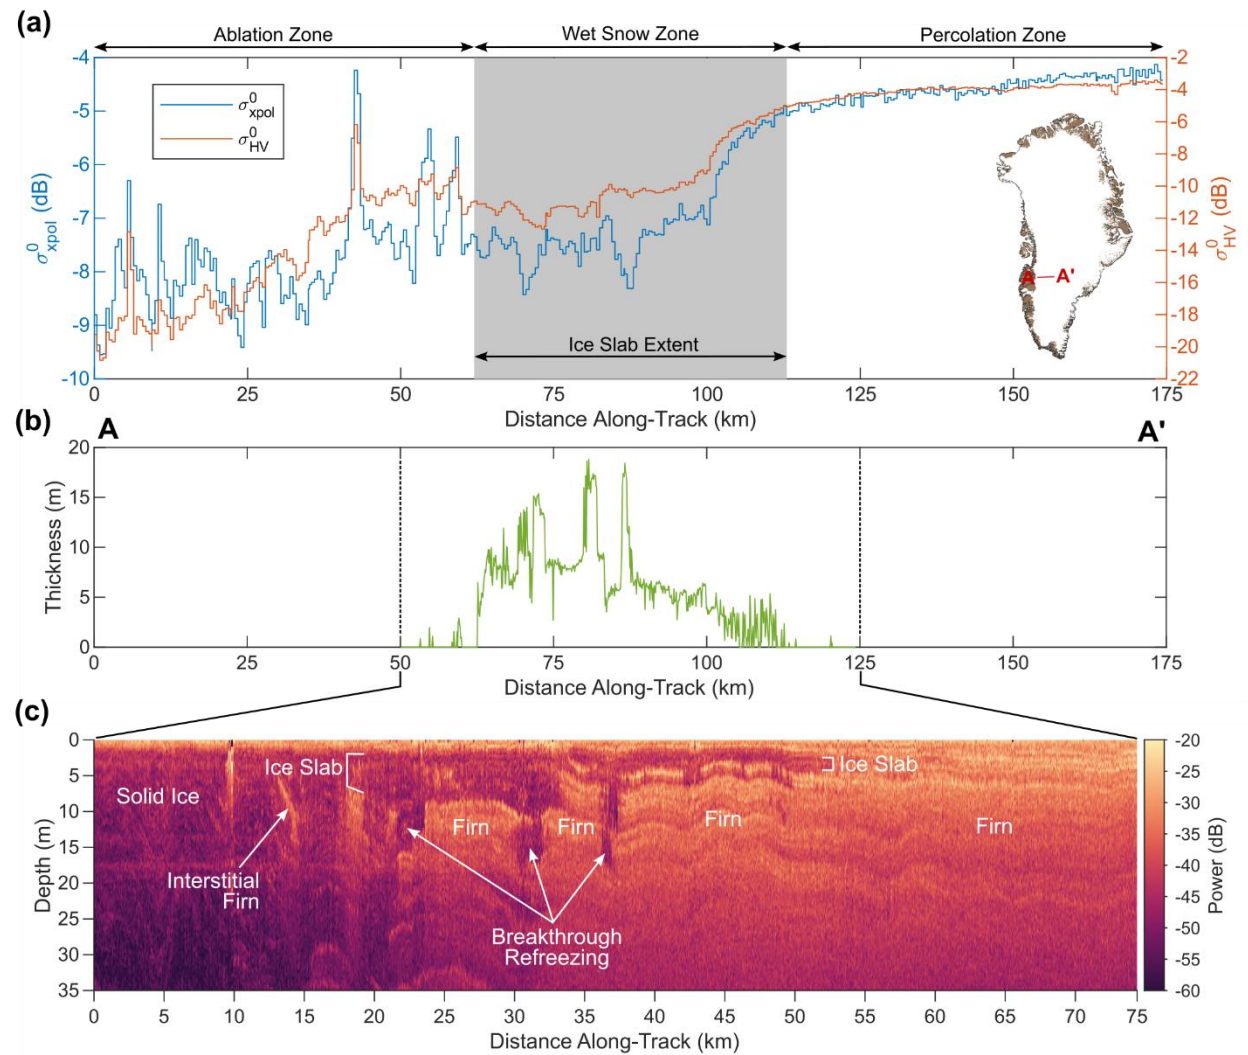 (a)
Ablation Zone
Wet Snow Zone
Percolation Zone
-4
-5
-6
-7
-8
-9
-10
σ⁰xpol (dB)
σ⁰xpol
σ⁰HV
-2
-4
-6
-8
-10
-12
-14
-16
-18
-20
-22
σ⁰HV (dB)
A A'
Ice Slab Extent
0 25 50 75 100 125 150 175
Distance Along-Track (km)
(b)
A
A'
20
15
10
5
0
Thickness (m)
0 25 50 75 100 125 150 175
Distance Along-Track (km)
(c)
0
5
10
15
20
25
30
35
Depth (m)
Ice Slab
Ice Slab
Solid Ice
Firn
Firn
Firn
Firn
Interstitial
Firn
Breakthrough
Refreezing
-20
-25
-30
-35
-40
-45
-50
-55
-60
Power (dB)
0 5 10 15 20 25 30 35 40 45 50 55 60 65 70 75
Distance Along-Track (km)